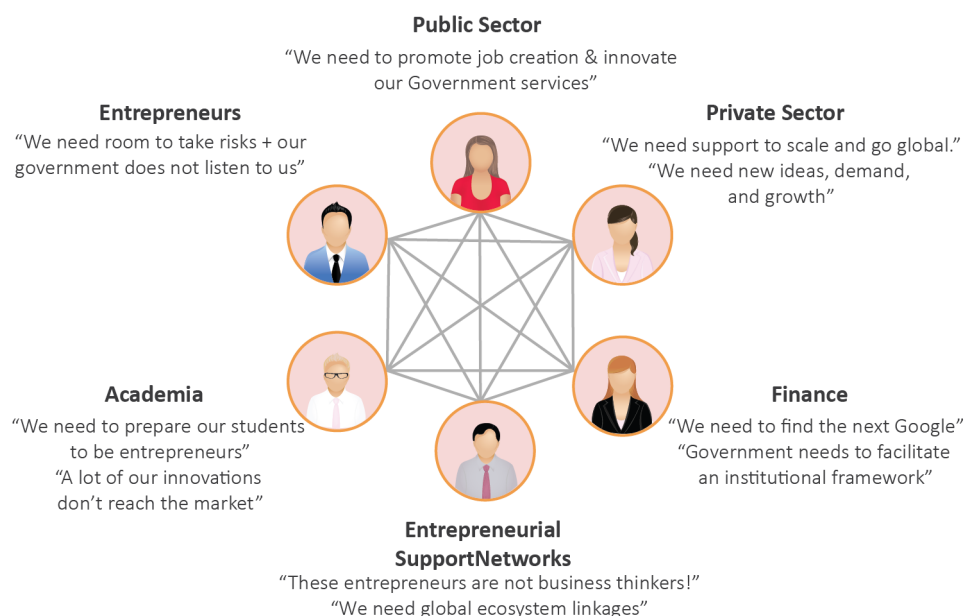 Public Sector
“We need to promote job creation & innovate
our Government services”
Entrepreneurs
“We need room to take risks + our
government does not listen to us”
Private Sector
“We need support to scale and go global.”
“We need new ideas, demand,
and growth”
Academia
“We need to prepare our students
to be entrepreneurs”
“A lot of our innovations
don’t reach the market”
Finance
“We need to find the next Google”
“Government needs to facilitate
an institutional framework”
Entrepreneurial
SupportNetworks
“These entrepreneurs are not business thinkers!”
“We need global ecosystem linkages”